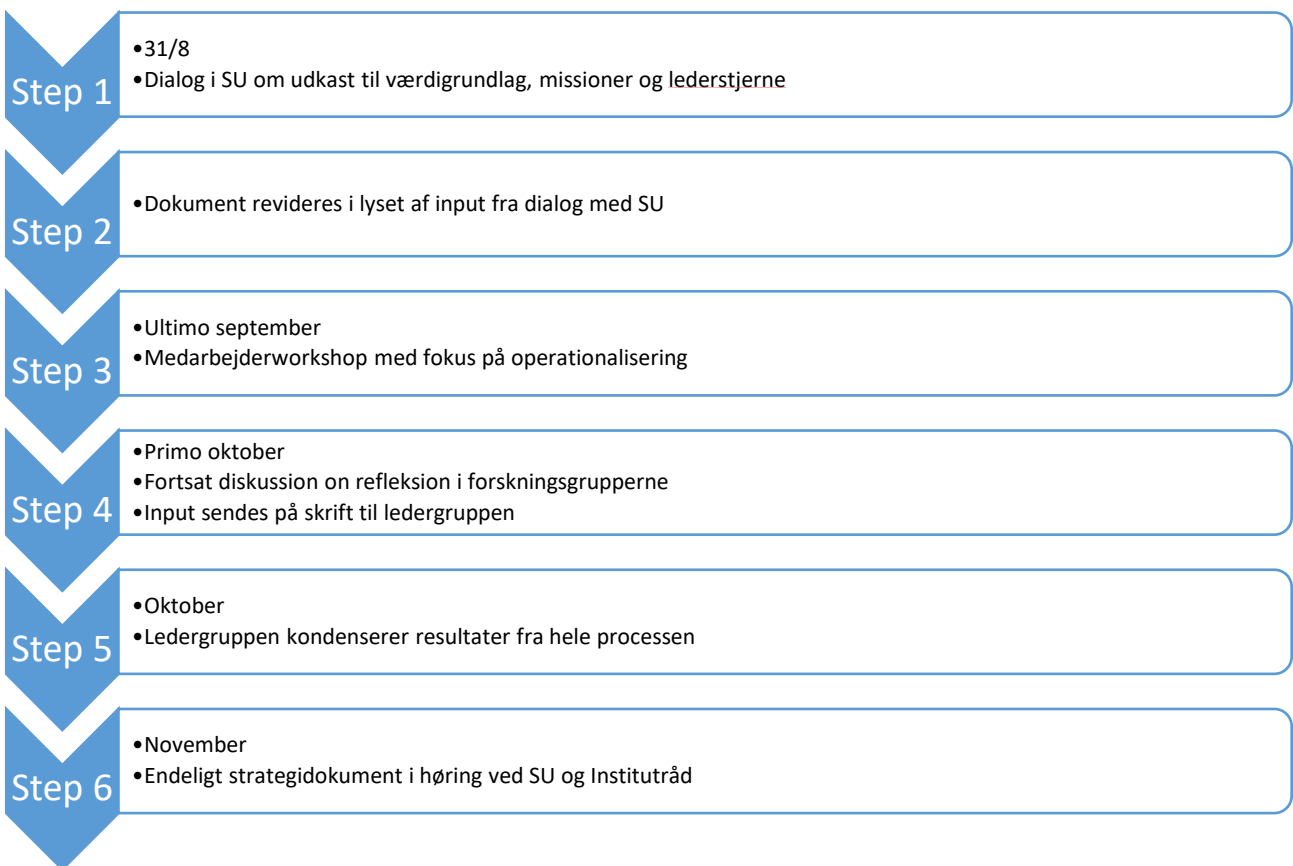 Step 1
•31/8
•Dialog i SU om udkast til værdigrundlag, missioner og lederstjerne
Step 2
•Dokument revideres i lyset af input fra dialog med SU
Step 3
•Ultimo september
•Medarbejderworkshop med fokus på operationalisering
Step 4
•Primo oktober
•Fortsat diskussion on refleksion i forskningsgrupperne
•Input sendes på skrift til ledergruppen
Step 5
•Oktober
•Ledergruppen kondenserer resultater fra hele processen
Step 6
•November
•Endeligt strategidokument i høring ved SU og Institutråd